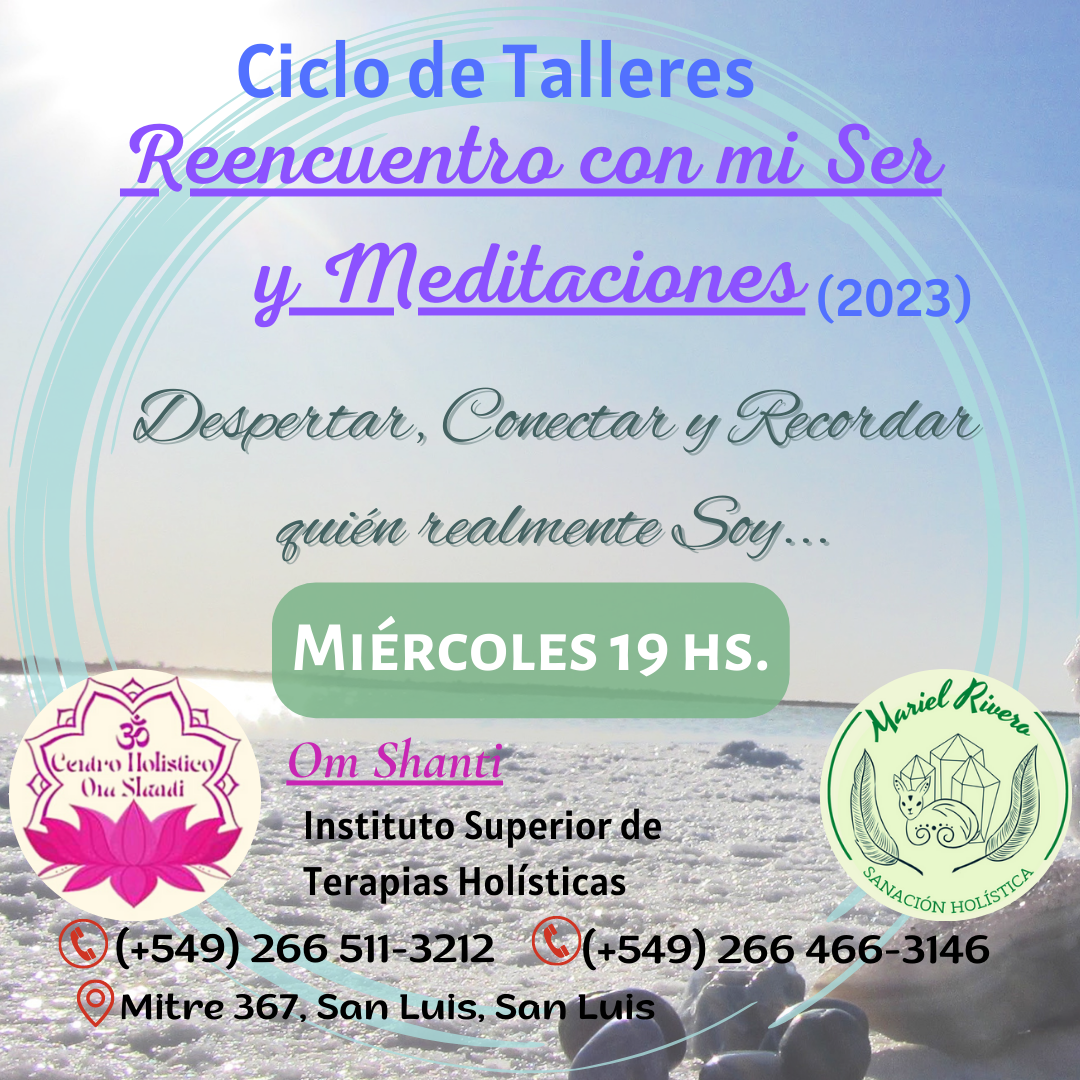 Ciclo de Talleres
Reencuentro con mi Ser
y Meditaciones (2023)
Despertar, Conectar y Recordar
quién realmente Soy...
Miércoles 19 hs.
ॐ
Centro Holistico
Om Shanti
Om Shanti
Instituto Superior de
Terapias Holísticas
Mariel Rivero
SANACIÓN HOLÍSTICA
(+549) 266 511-3212
(+549) 266 466-3146
Mitre 367, San Luis, San Luis